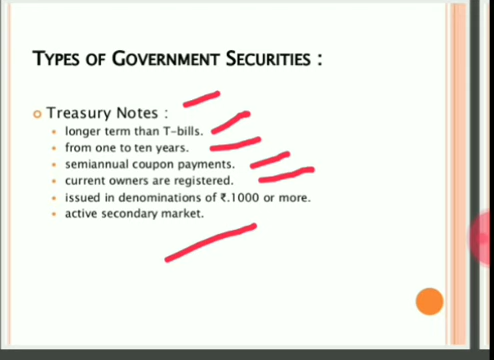 TYPES OF GOVERNMENT SECURITIES :
Treasury Notes :
longer term than T-bills.
from one to ten years.
semiannual coupon payments.
current owners are registered.
issued in denominations of ₹.1000 or more.
active secondary market.